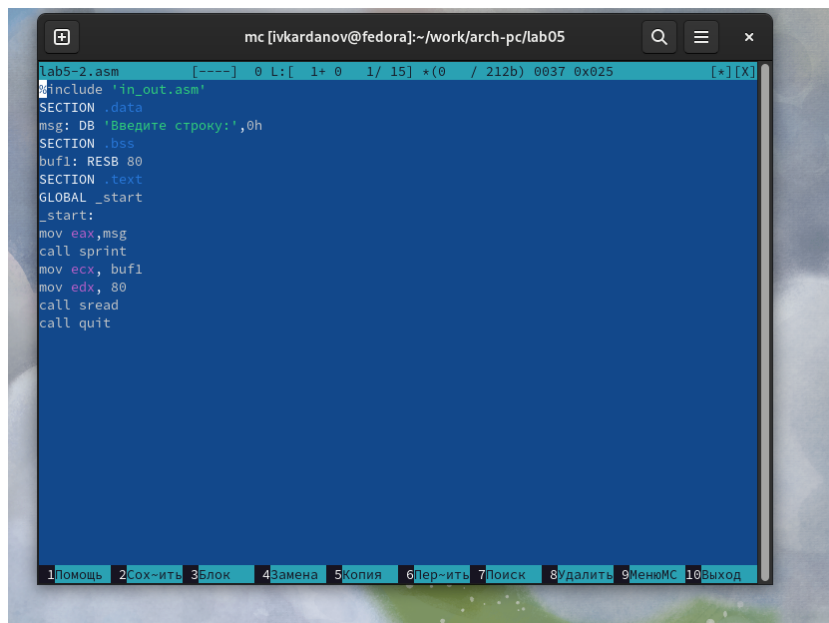 mc [ivkardanov@fedora]:~/work/arch-pc/lab05
lab5-2.asm [----] 0 L:[ 1+ 0 1/ 15] *(0 / 212b) 0037 0x025 [*][X]
%include 'in_out.asm'
SECTION .data
msg: DB 'Введите строку:',0h
SECTION .bss
buf1: RESB 80
SECTION .text
GLOBAL _start
_start:
mov eax,msg
call sprint
mov ecx, buf1
mov edx, 80
call sread
call quit
1Помощь 2Сох~ить 3Блок 4Замена 5Копия 6Пер~ить 7Поиск 8Удалить 9МенюМС 10Выход